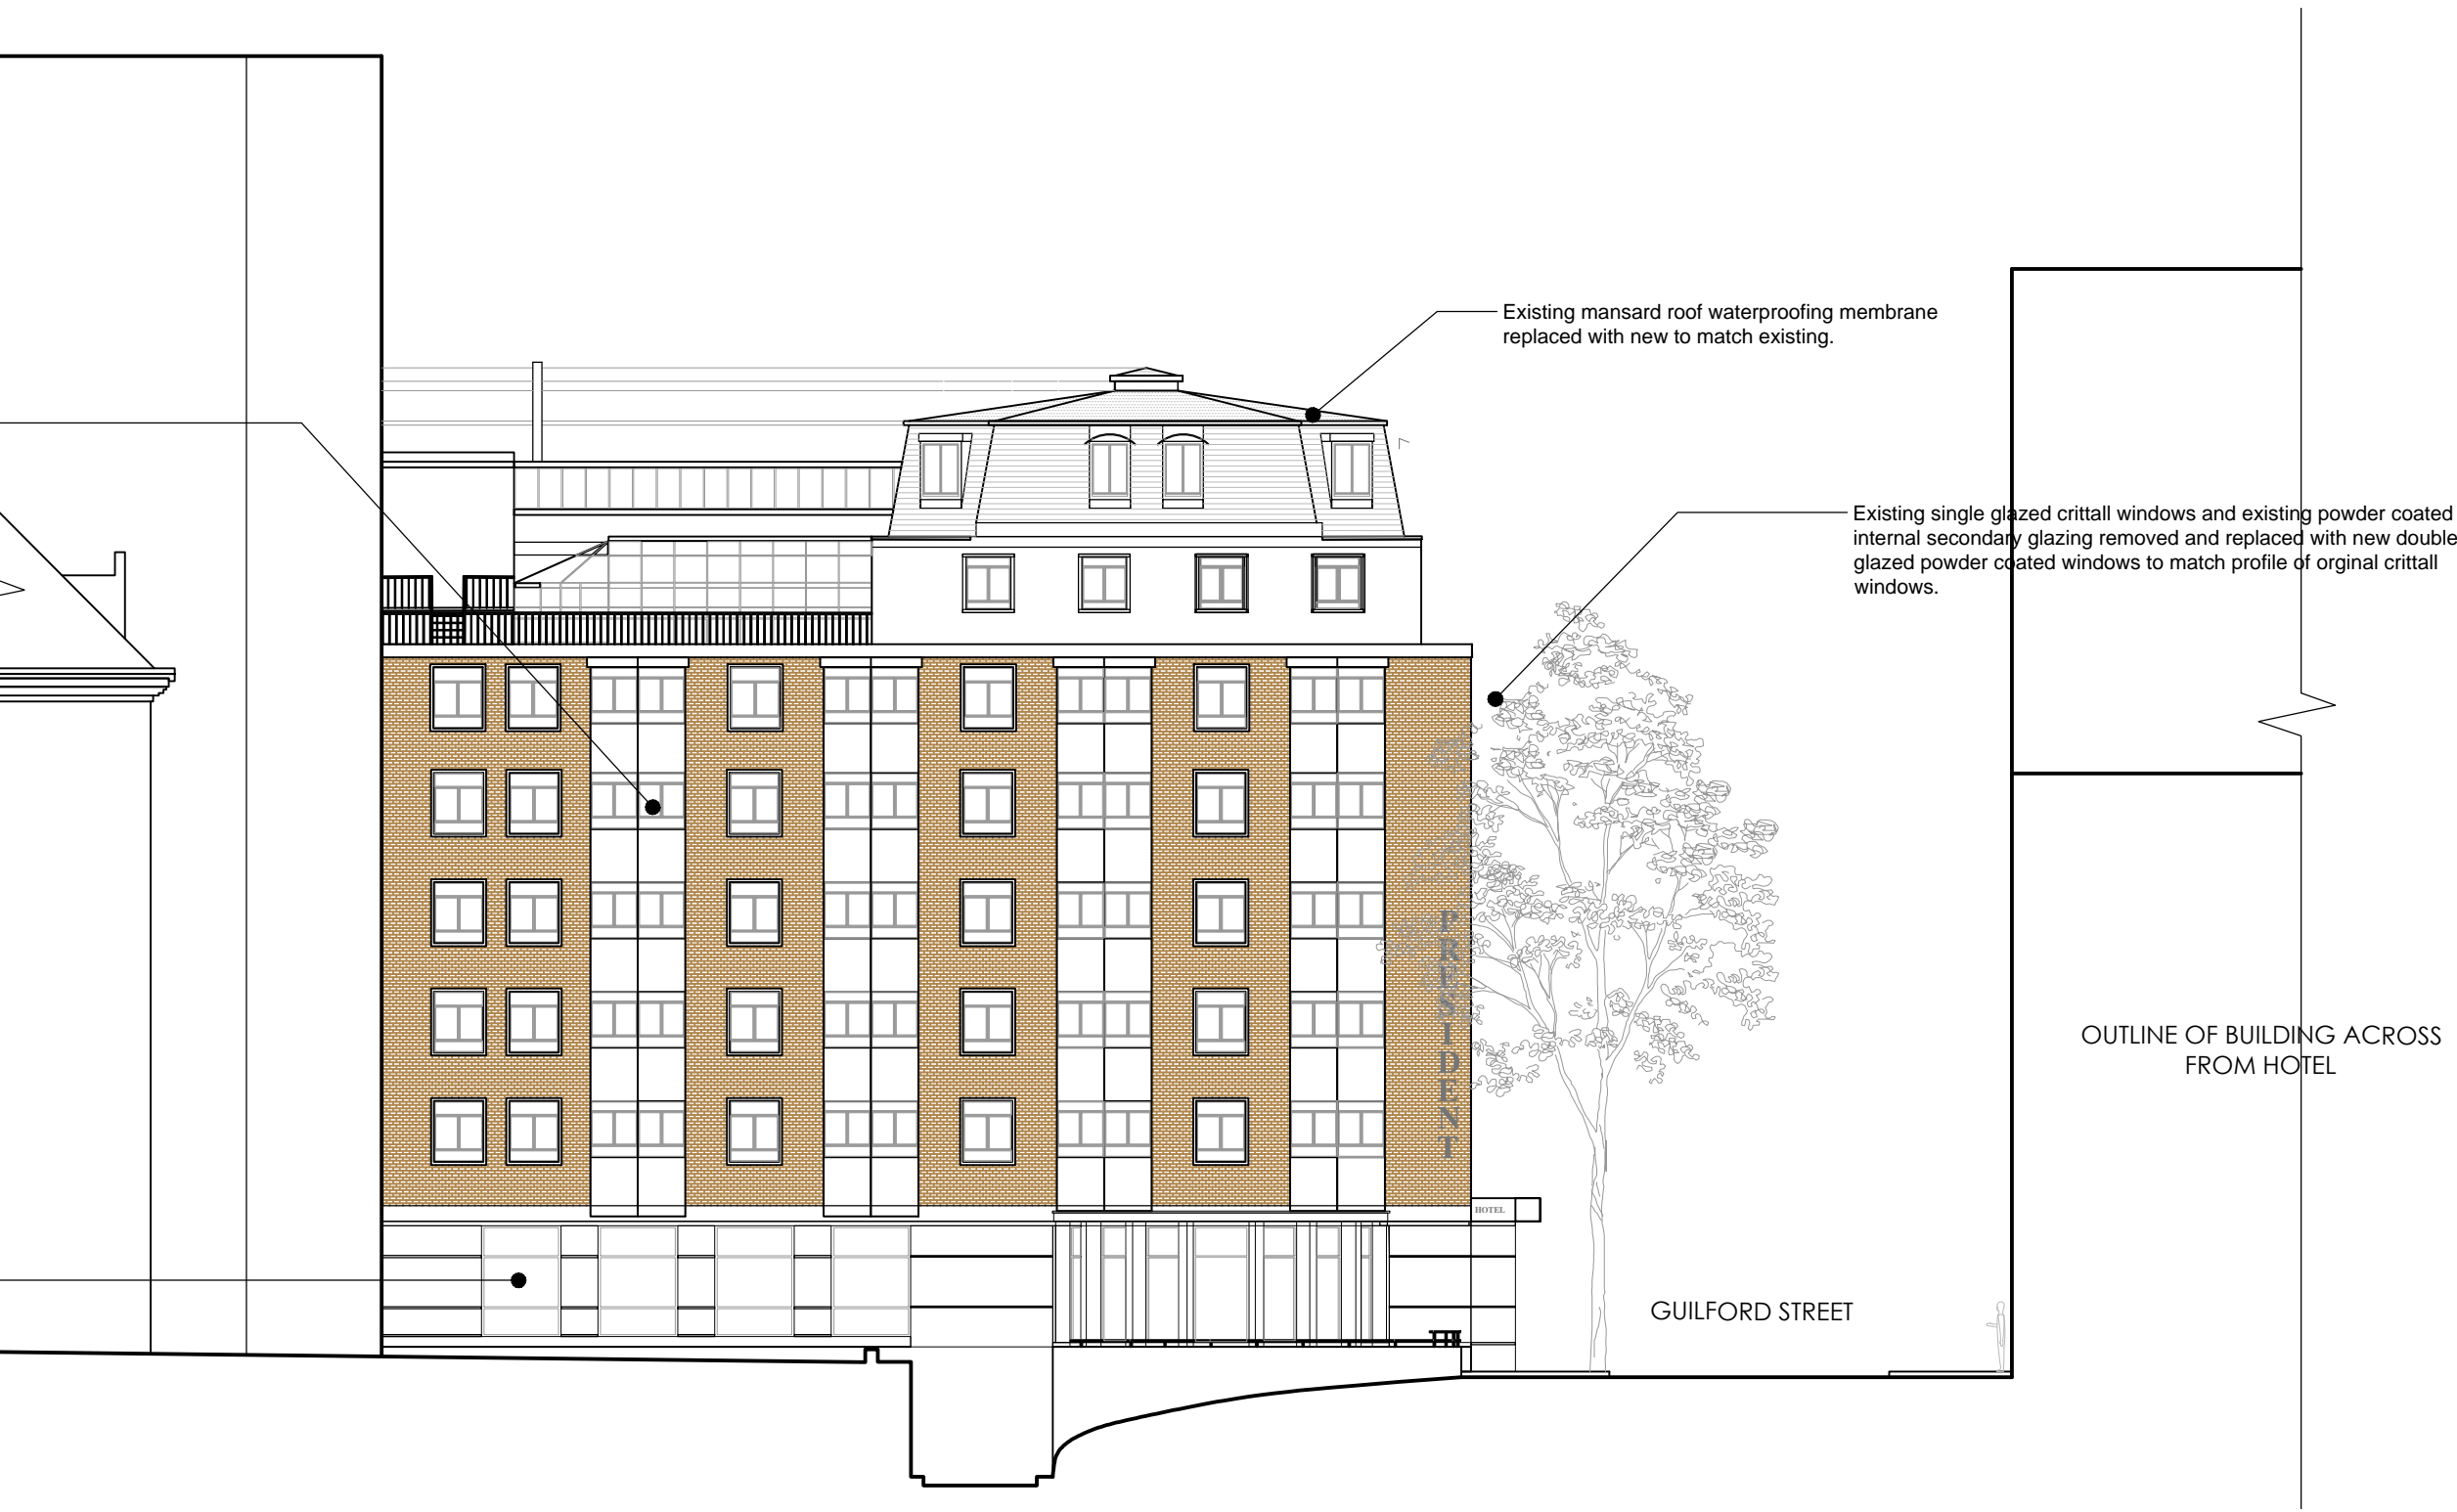 Existing mansard roof waterproofing membrane
replaced with new to match existing.
Existing single glazed crittall windows and existing powder coated
internal secondary glazing removed and replaced with new double
glazed powder coated windows to match profile of orginal crittall
windows.
PRESIDENT
HOTEL
OUTLINE OF BUILDING ACROSS
FROM HOTEL
GUILFORD STREET